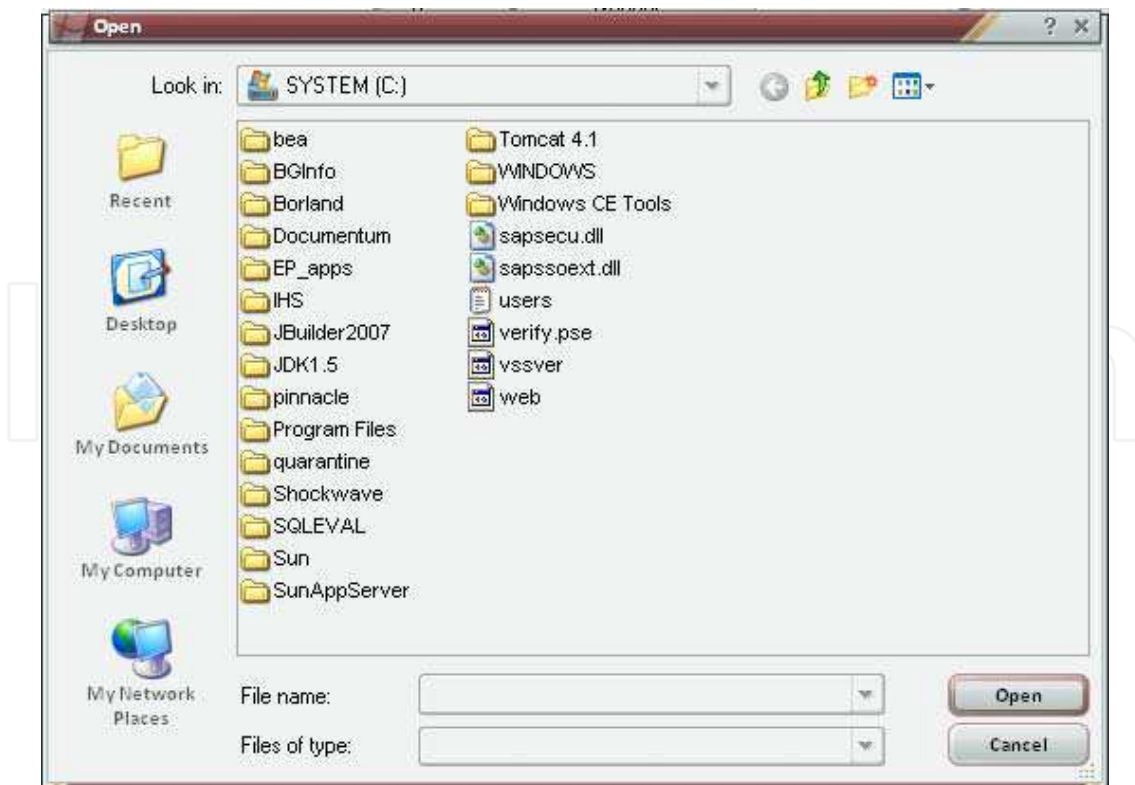 Open
Look in: SYSTEM (C:)
Recent
Desktop
My Documents
My Computer
My Network
Places
bea
BGInfo
Borland
Documentum
EP_apps
IHS
JBuilder2007
JDK1.5
pinnacle
Program Files
quarantine
Shockwave
SQLEVAL
Sun
SunAppServer
Tomcat 4.1
WINDOWS
Windows CE Tools
sapsecu.dll
sapssoext.dll
users
verify.pse
vssver
web
File name:
Open
Files of type:
Cancel